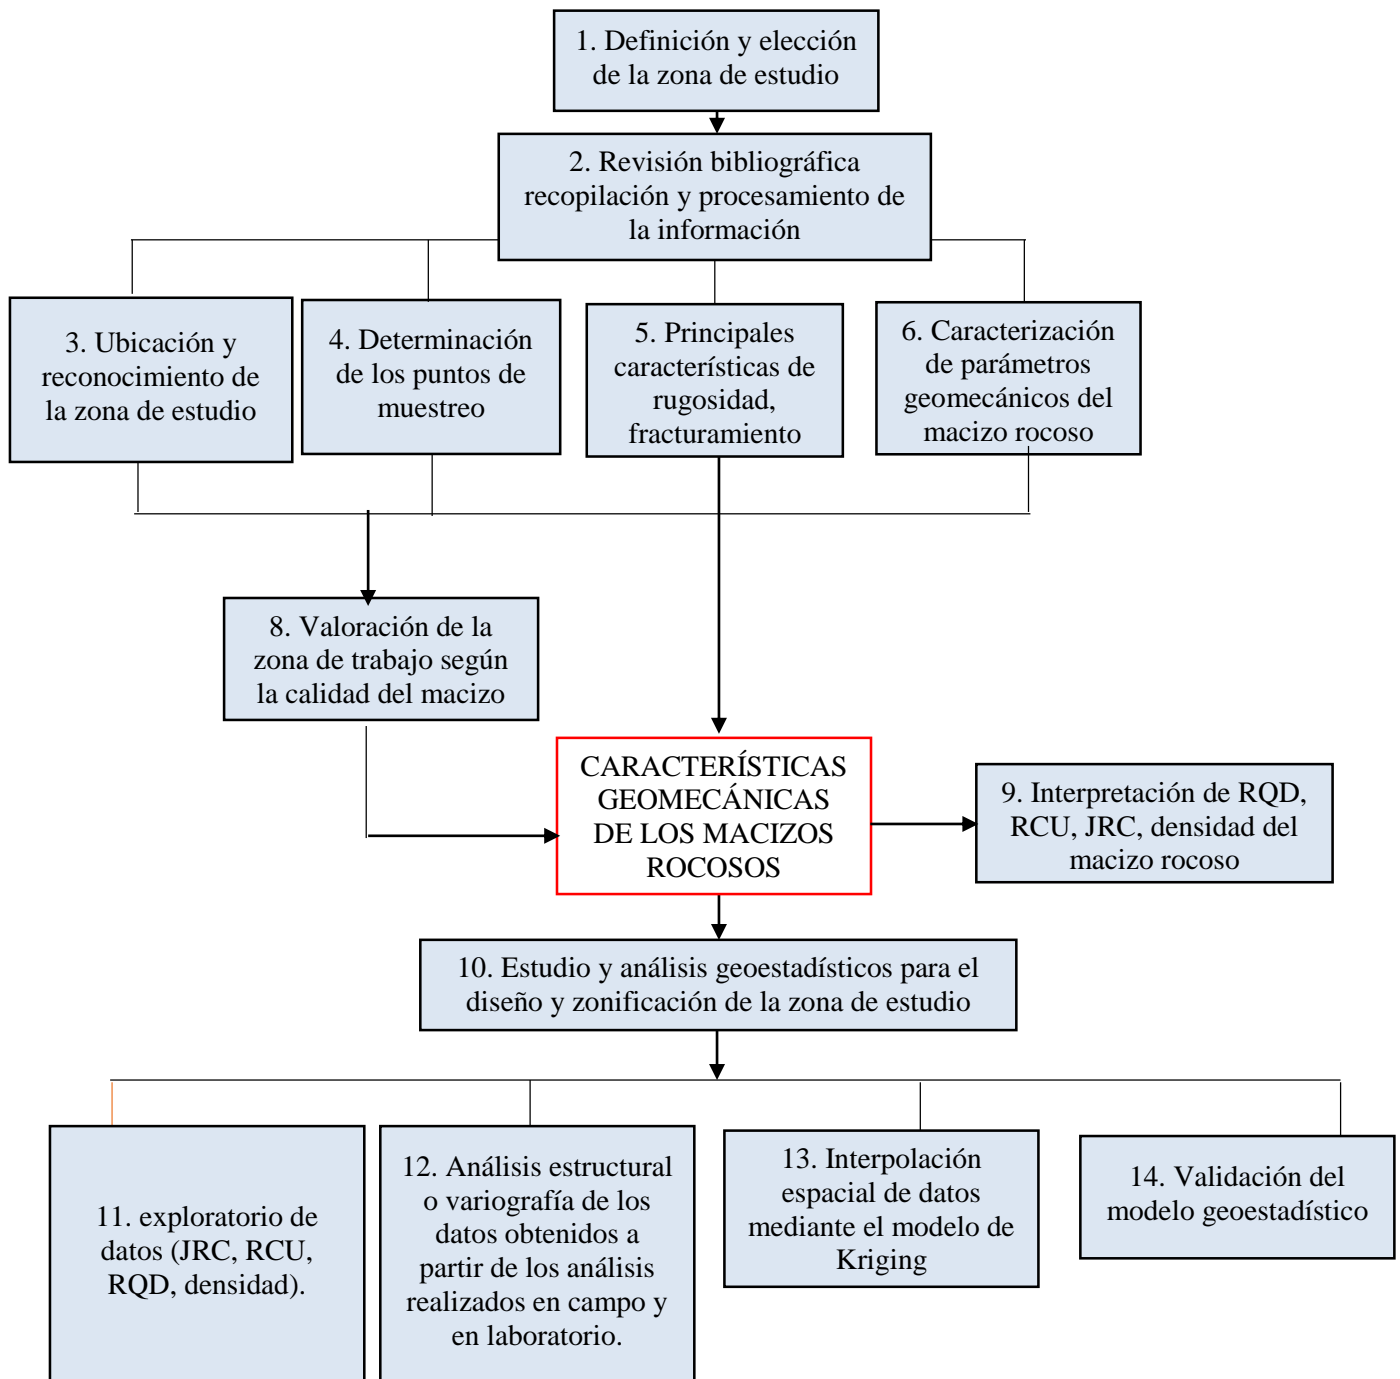 1. Definición y elección
de la zona de estudio
2. Revisión bibliográfica
recopilación y procesamiento de
la información
3. Ubicación y
reconocimiento de
la zona de estudio
4. Determinación
de los puntos de
muestreo
5. Principales
características de
rugosidad,
fracturamiento
6. Caracterización
de parámetros
geomecánicos del
macizo rocoso
8. Valoración de la
zona de trabajo según
la calidad del macizo
CARACTERÍSTICAS
GEOMECÁNICAS
DE LOS MACIZOS
ROCOSOS
9. Interpretación de RQD,
RCU, JRC, densidad del
macizo rocoso
10. Estudio y análisis geoestadísticos para el
diseño y zonificación de la zona de estudio
11. exploratorio de
datos (JRC, RCU,
RQD, densidad).
12. Análisis estructural
o variografía de los
datos obtenidos a
partir de los análisis
realizados en campo y
en laboratorio.
13. Interpolación
espacial de datos
mediante el modelo de
Kriging
14. Validación del
modelo geoestadístico